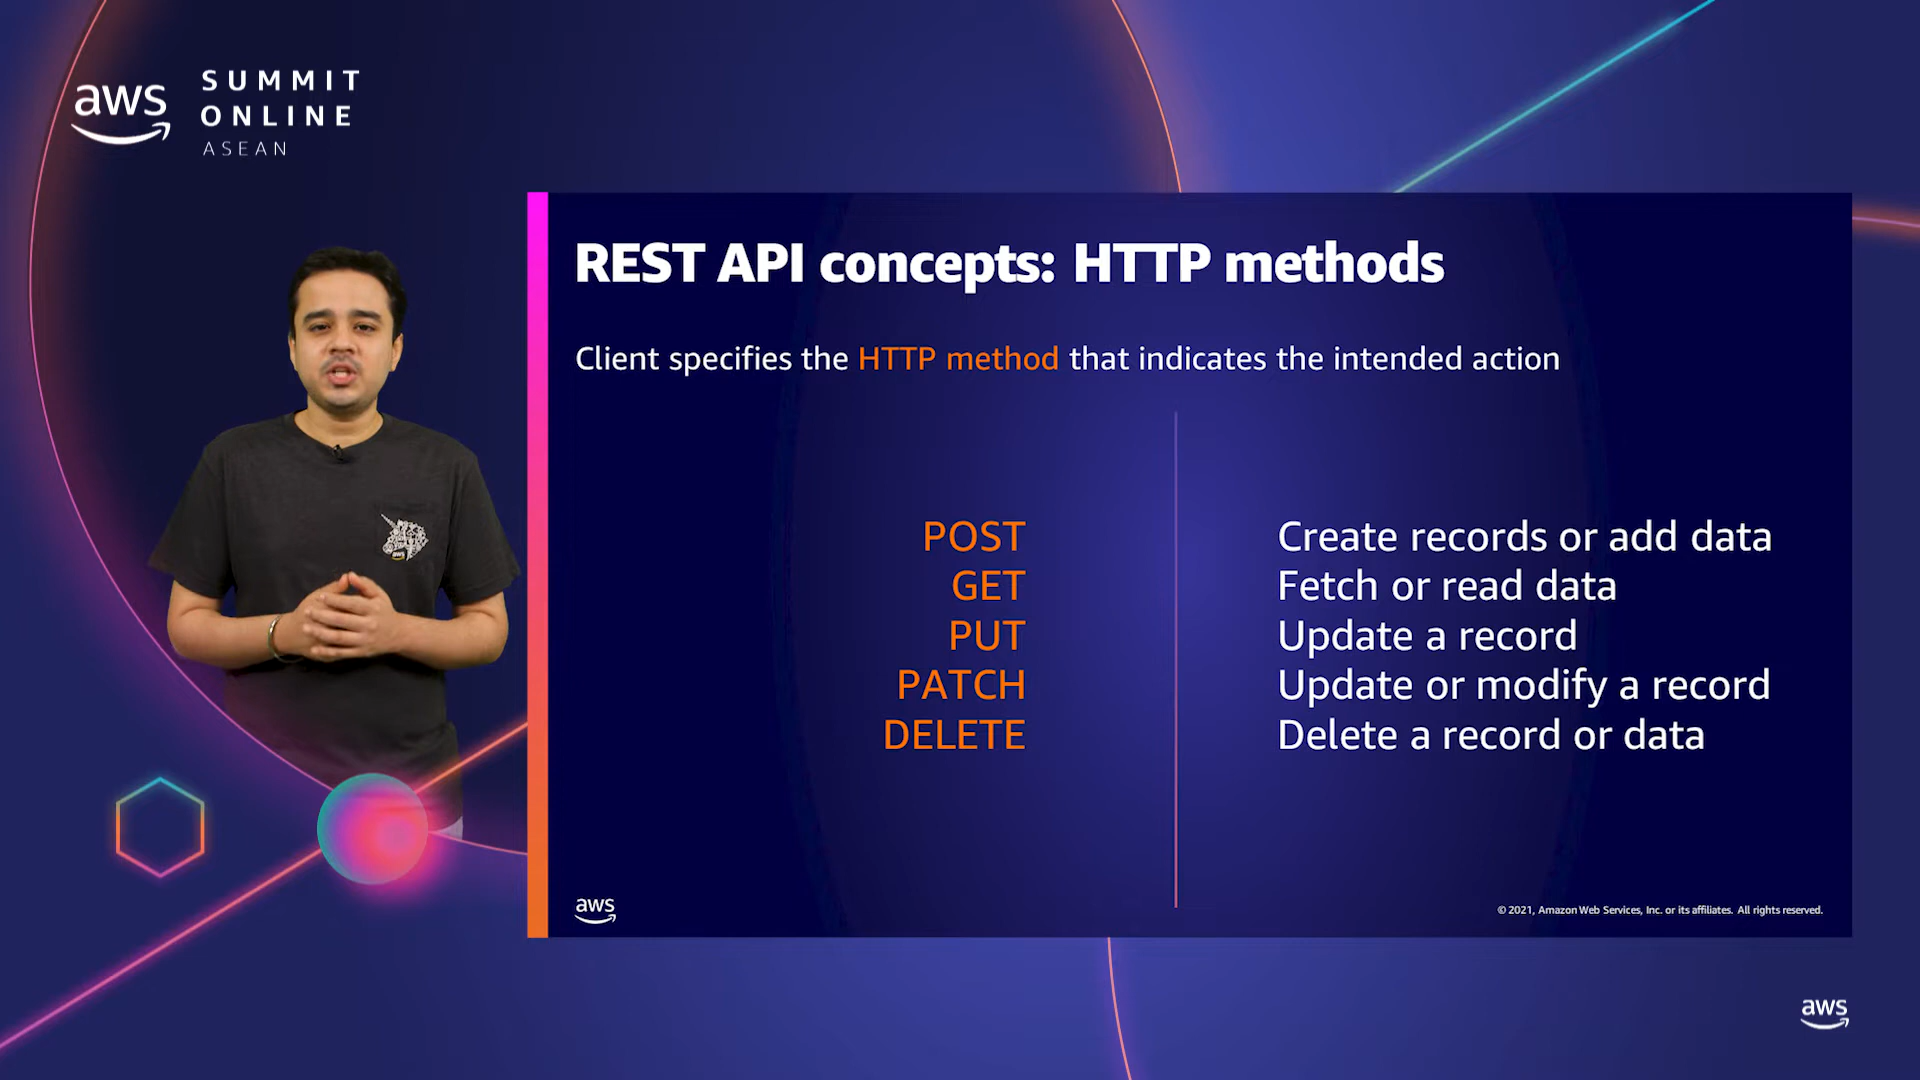 aws
SUMMIT
ONLINE
ASEAN
REST API concepts: HTTP methods
Client specifies the HTTP method that indicates the intended action
POST Create records or add data
GET Fetch or read data
PUT Update a record
PATCH Update or modify a record
DELETE Delete a record or data
aws
aws
© 2021, Amazon Web Services, Inc. or its affiliates. All rights reserved.
aws